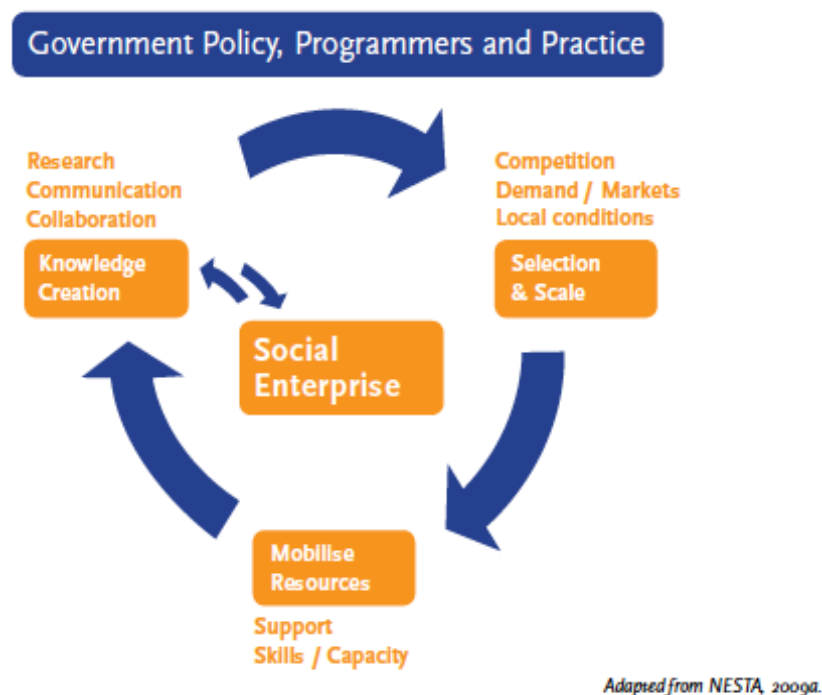 Government Policy, Programmers and Practice
Research
Communication
Collaboration
Knowledge
Creation
Competition
Demand / Markets
Local conditions
Selection
& Scale
Social
Enterprise
Mobilise
Resources
Support
Skills / Capacity
Adapted from NESTA, 2009a.